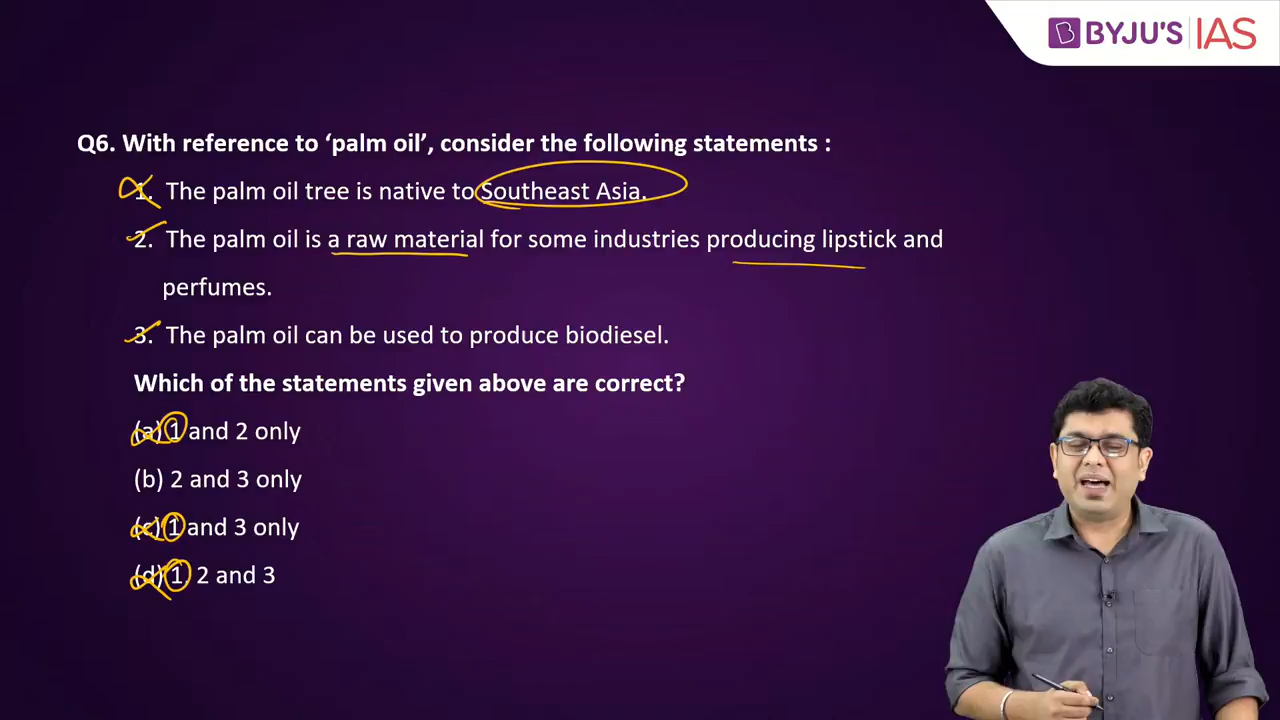 BYJU'S IAS
Q6. With reference to ‘palm oil’, consider the following statements :
1. The palm oil tree is native to Southeast Asia.
2. The palm oil is a raw material for some industries producing lipstick and
perfumes.
3. The palm oil can be used to produce biodiesel.
Which of the statements given above are correct?
(a) 1 and 2 only
(b) 2 and 3 only
(c) 1 and 3 only
(d) 1, 2 and 3